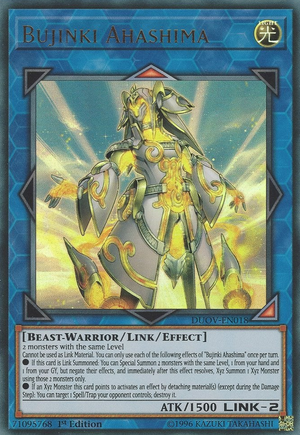 BUJINKI AHASHIMA
光
DUOV-EN018
[BEAST-WARRIOR/LINK/EFFECT]
2 monsters with the same Level
Cannot be used as Link Material. You can only use each of the following effects of "Bujinki Ahashima" once per turn.
● If this card is Link Summoned: You can Special Summon 2 monsters with the same Level, 1 from your hand and
1 from your GY, but negate their effects, and immediately after this effect resolves, Xyz Summon 1 Xyz Monster
using those 2 monsters only.
● If an Xyz Monster this card points to activates an effect by detaching material(s) (except during the Damage
Step): You can target 1 Spell/Trap your opponent controls; destroy it.
ATK/1500 LINK-2
71095768 1st Edition ©1996 KAZUKI TAKAHASHI